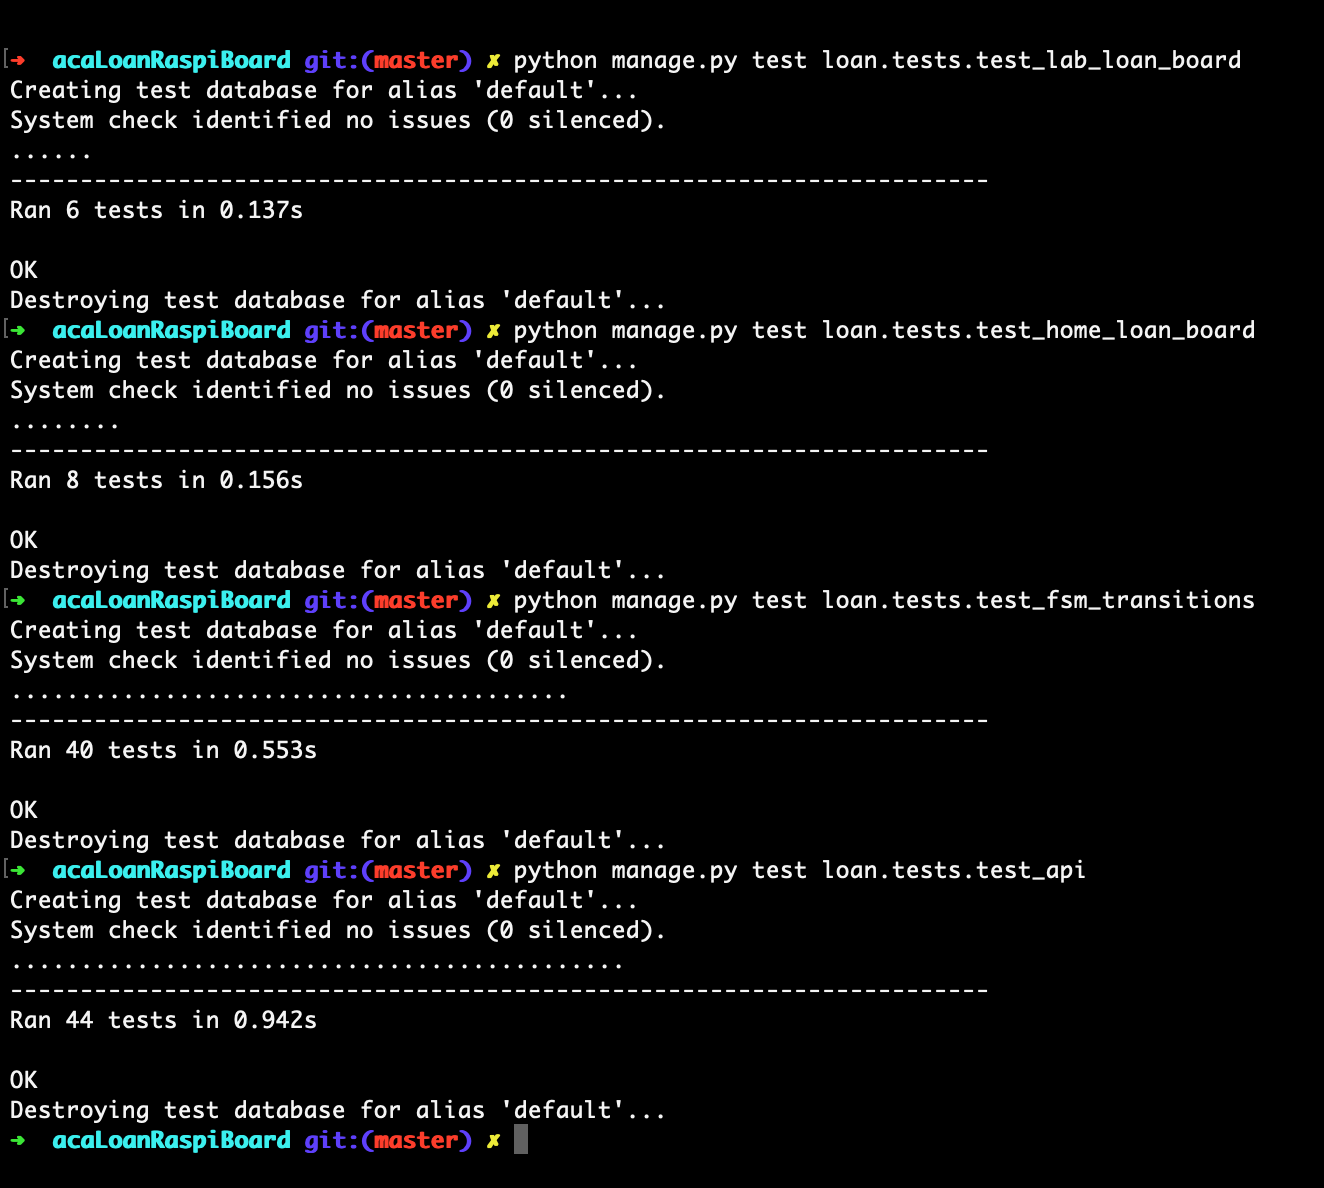 [➜  acaLoanRaspiBoard git:(master) ✗ python manage.py test loan.tests.test_lab_loan_board
Creating test database for alias 'default'...
System check identified no issues (0 silenced).
......
----------------------------------------------------------------------
Ran 6 tests in 0.137s

OK
Destroying test database for alias 'default'...
[➜  acaLoanRaspiBoard git:(master) ✗ python manage.py test loan.tests.test_home_loan_board
Creating test database for alias 'default'...
System check identified no issues (0 silenced).
........
----------------------------------------------------------------------
Ran 8 tests in 0.156s

OK
Destroying test database for alias 'default'...
[➜  acaLoanRaspiBoard git:(master) ✗ python manage.py test loan.tests.test_fsm_transitions
Creating test database for alias 'default'...
System check identified no issues (0 silenced).
........................................
----------------------------------------------------------------------
Ran 40 tests in 0.553s

OK
Destroying test database for alias 'default'...
[➜  acaLoanRaspiBoard git:(master) ✗ python manage.py test loan.tests.test_api
Creating test database for alias 'default'...
System check identified no issues (0 silenced).
............................................
----------------------------------------------------------------------
Ran 44 tests in 0.942s

OK
Destroying test database for alias 'default'...
➜  acaLoanRaspiBoard git:(master) ✗